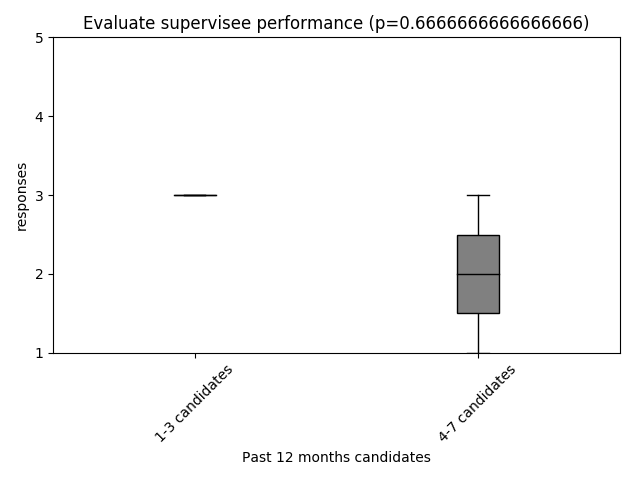 Evaluate supervisee performance (p=0.6666666666666666)
5
4
3
2
1
responses
1-3 candidates
4-7 candidates
Past 12 months candidates